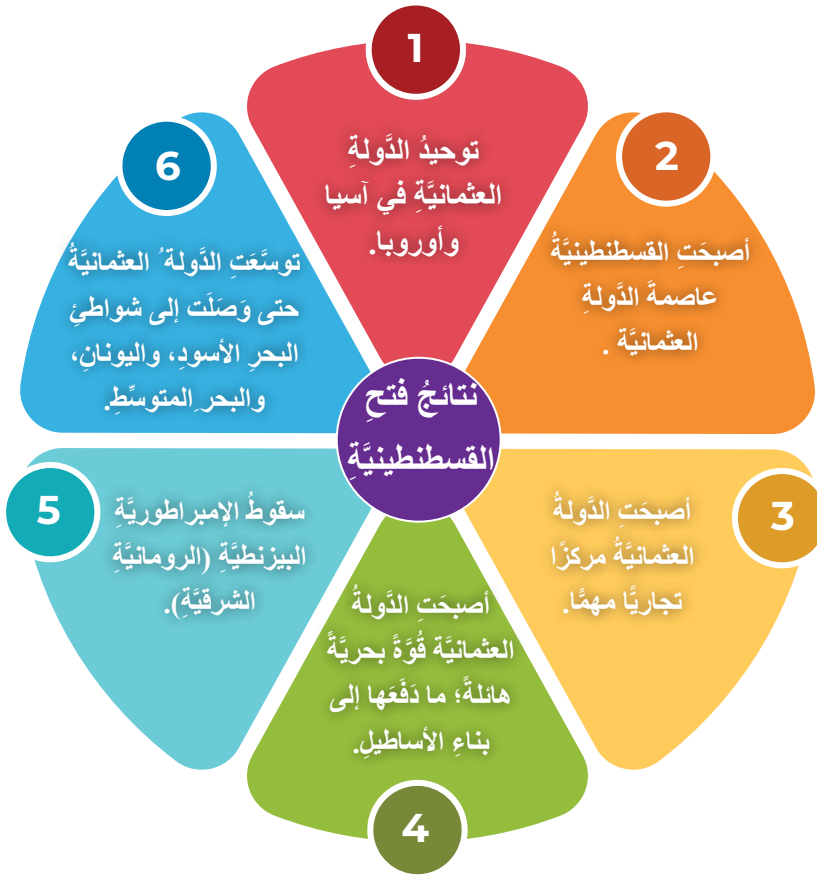 نتائجُ فتحِ
القسطنطينيَّةِ
1
توحيدُ الدَّولةِ
العثمانيَّةِ في آسيا
وأوروبا.
2
أصبحَتِ القسطنطينيَّةُ
عاصمةَ الدَّولةِ
العثمانيَّة .
3
أصبحَتِ الدَّولةُ
العثمانيَّةُ مركزًا
تجاريًّا مهمًّا.
4
أصبحَتِ الدَّولةُ
العثمانيَّة قُوَّةً بحريَّةً
هائلةً؛ ما دَفَعَها إلى
بناءِ الأساطيلِ.
5
سقوطُ الإمبراطوريَّةِ
البيزنطيَّةِ (الرومانيَّةِ
الشرقيَّةِ).
6
توسَّعَتِ الدَّولة ُ العثمانيَّةُ
حتى وَصَلَت إلى شواطئِ
البحرِ الأسودِ، واليونانِ،
والبحر ِالمتوسِّطِ.